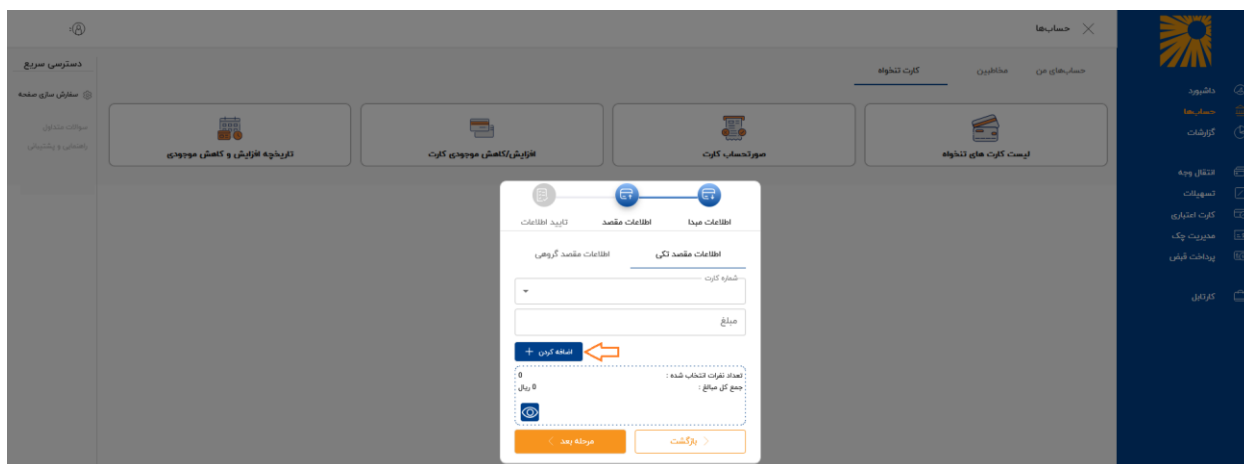 حساب‌ها
داشبورد
حساب‌ها
گزارشات
انتقال وجه
تسهیلات
کارت اعتباری
مدیریت چک
پرداخت قبض
کارتابل
حساب‌های من
مخاطبین
کارت تنخواه
لیست کارت های تنخواه
صورتحساب کارت
افزایش/کاهش موجودی کارت
تاریخچه افزایش و کاهش موجودی
دسترسی سریع
سفارش سازی صفحه
سوالات متداول
راهنمایی و پشتیبانی
اطلاعات مبدا
اطلاعات مقصد
تایید اطلاعات
اطلاعات مقصد تکی
اطلاعات مقصد گروهی
شماره کارت
مبلغ
اضافه کردن +
تعداد نفرات انتخاب شده : 0
جمع کل مبالغ : 0 ریال
بازگشت
مرحله بعد